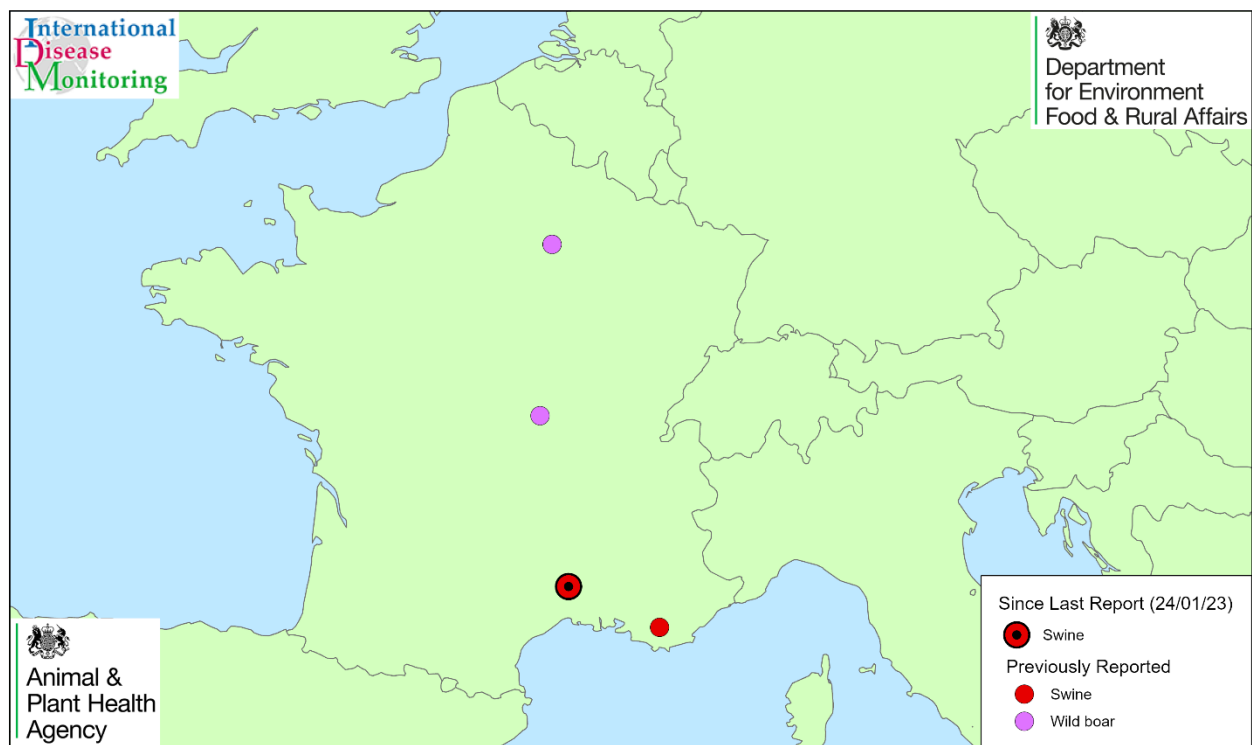 International
Disease
Monitoring
Department
for Environment
Food & Rural Affairs
Animal &
Plant Health
Agency
Since Last Report (24/01/23)
Swine
Previously Reported
Swine
Wild boar